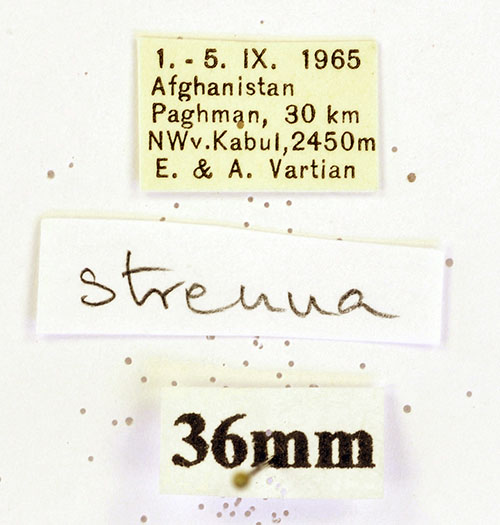 1. - 5. IX. 1965
Afghanistan
Paghman, 30 km
NWv.Kabul,2450m
E. & A. Vartian
strenua
36mm